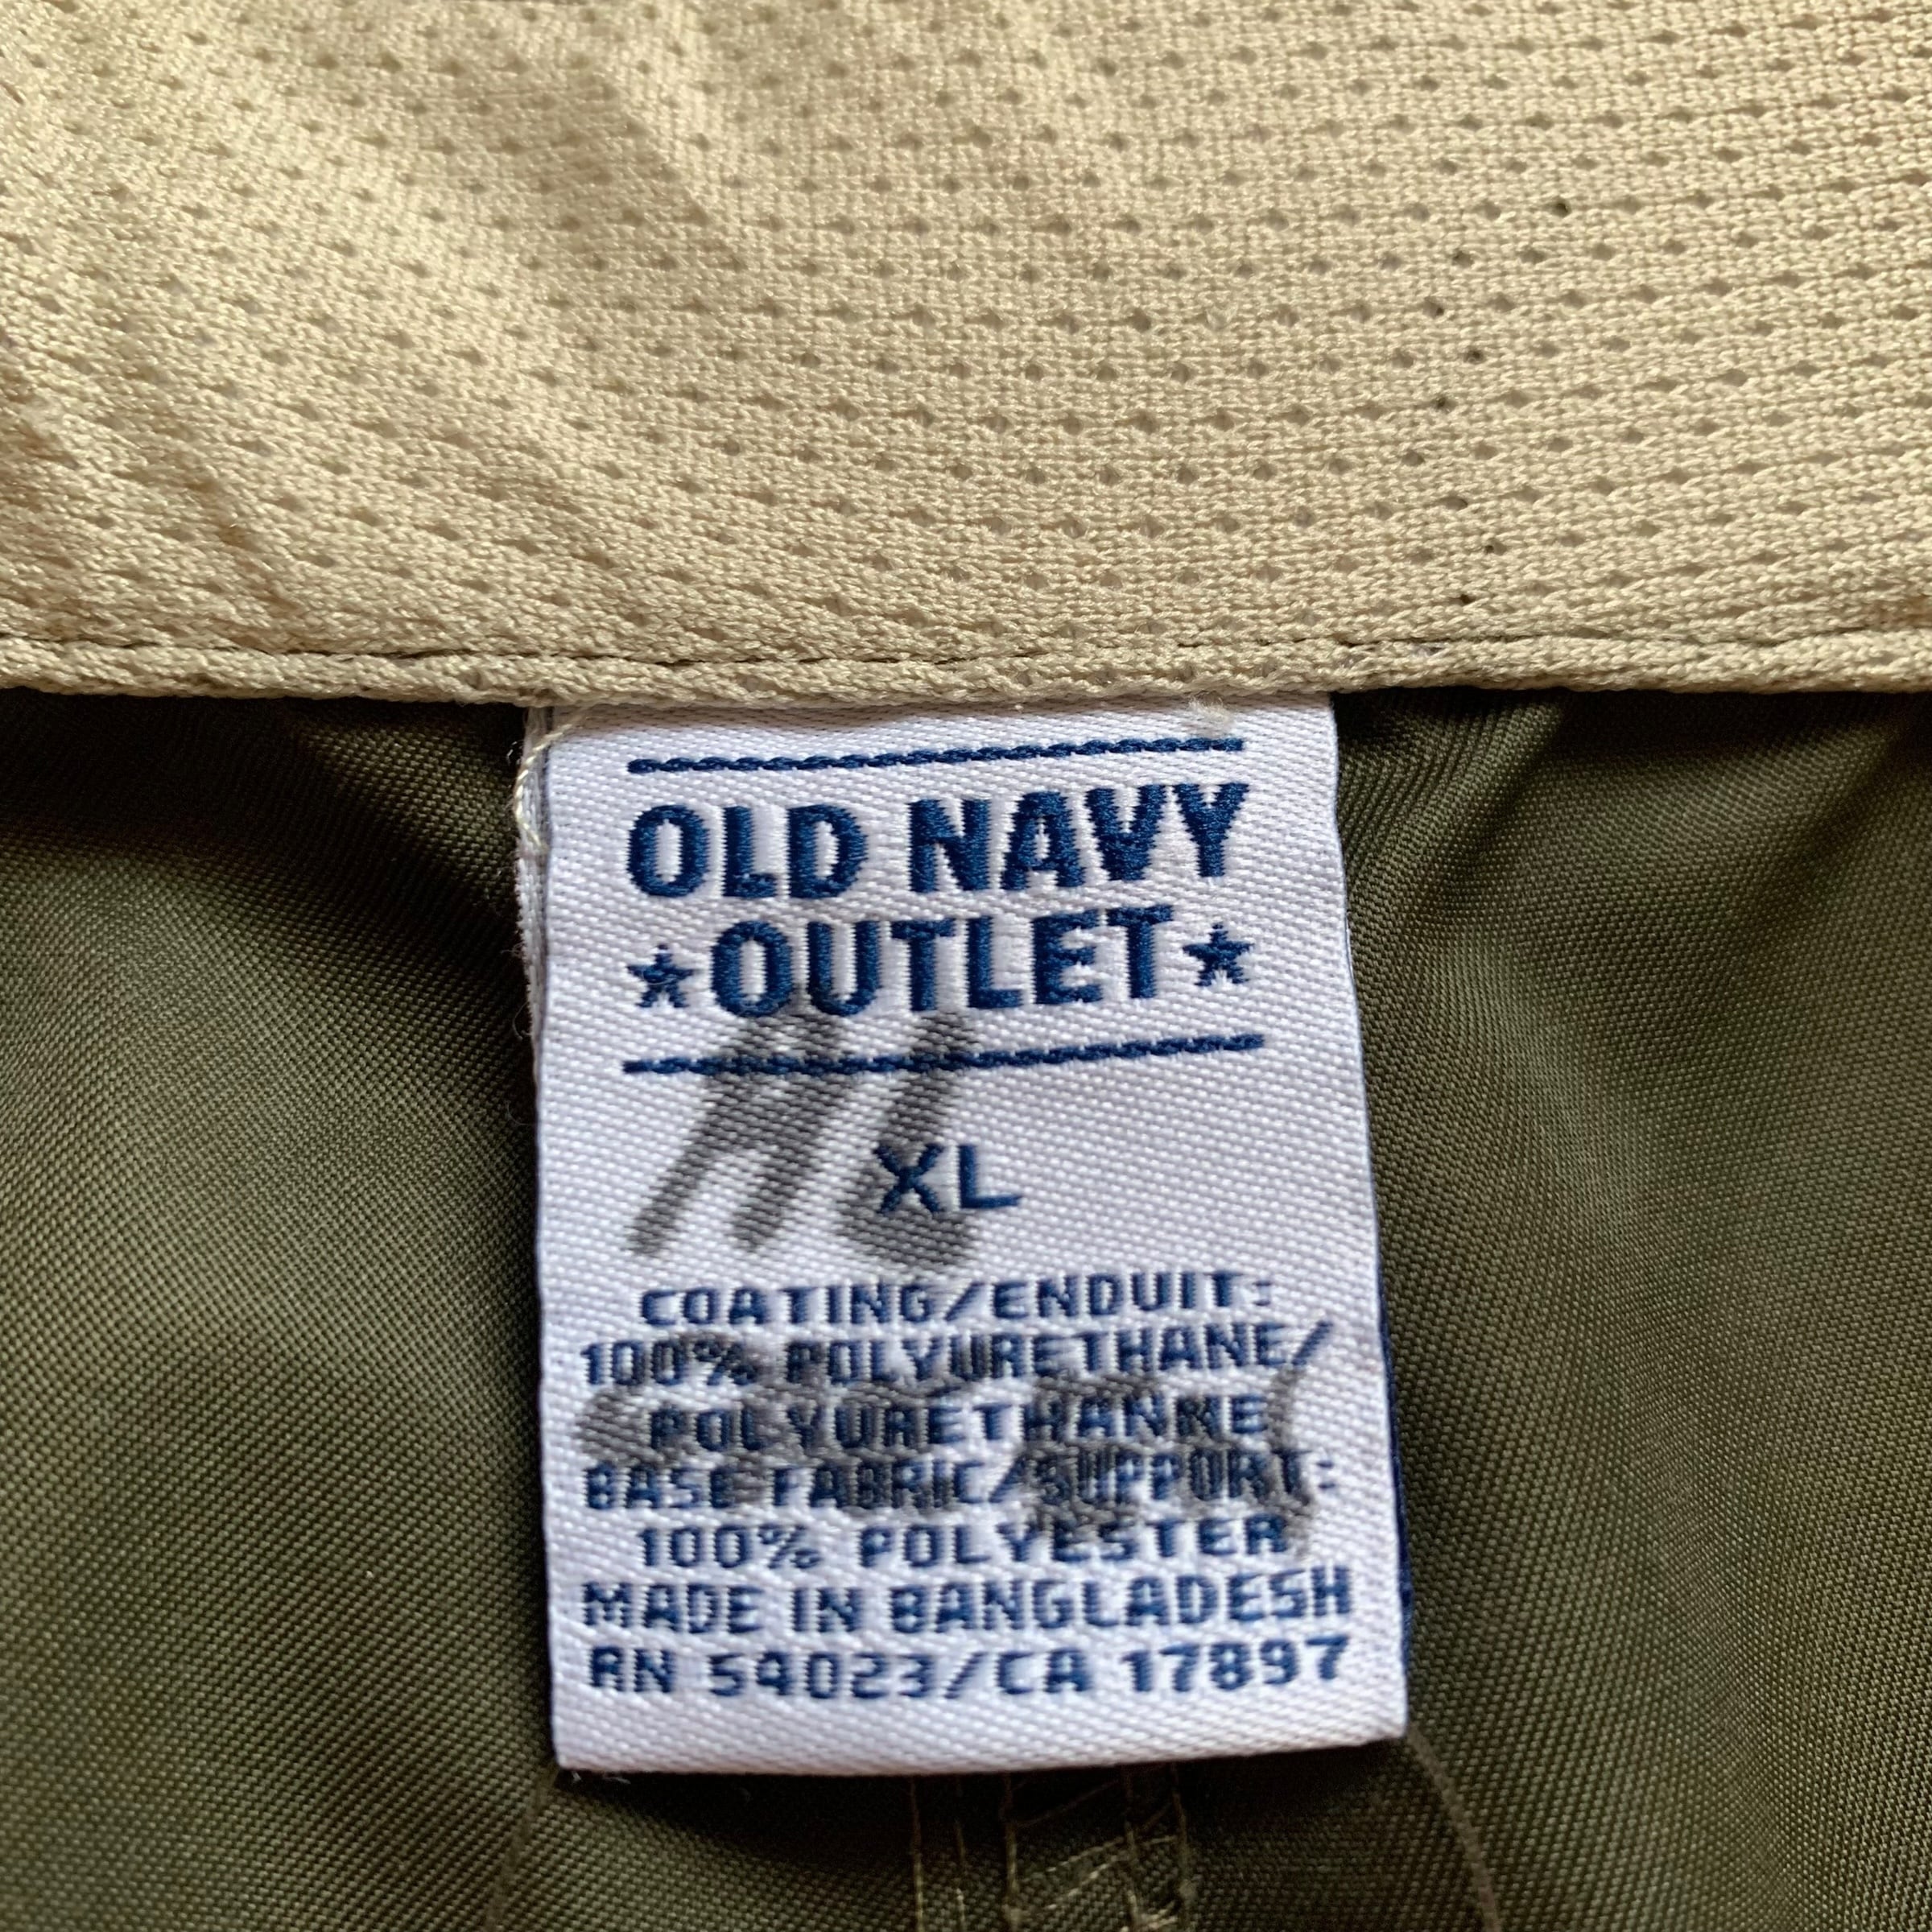 OLD NAVY
★OUTLET★
XL
COATING/ENDUIT:
100% POLYURETHANE/
POLYURETHANNE
BASE FABRIC/SUPPORT:
100% POLYESTER
MADE IN BANGLADESH
RN 54023/CA 17897